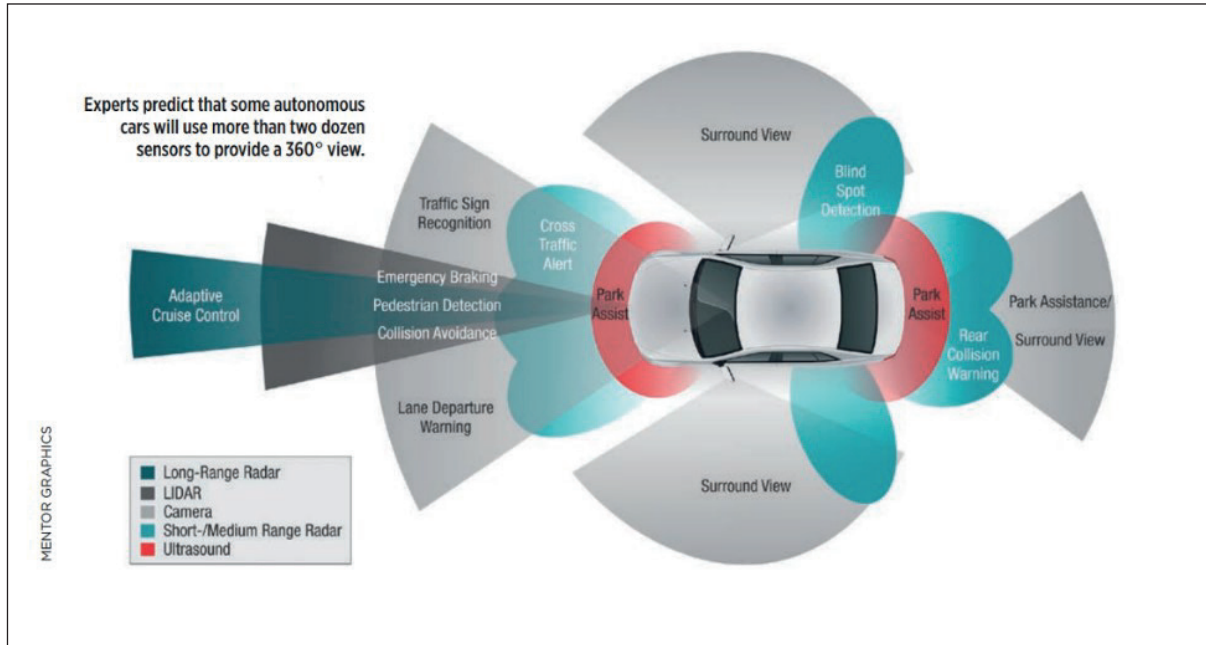 Experts predict that some autonomous
cars will use more than two dozen
sensors to provide a 360° view.
Surround View
Blind
Spot
Detection
Traffic Sign
Recognition
Cross
Traffic
Alert
Emergency Braking
Adaptive
Cruise Control
Pedestrian Detection
Collision Avoidance
Park
Assist
Park
Assist
Park Assistance/
Surround View
Rear
Collision
Warning
Lane Departure
Warning
Surround View
Long-Range Radar
LIDAR
Camera
Short-/Medium Range Radar
Ultrasound
MENTOR GRAPHICS